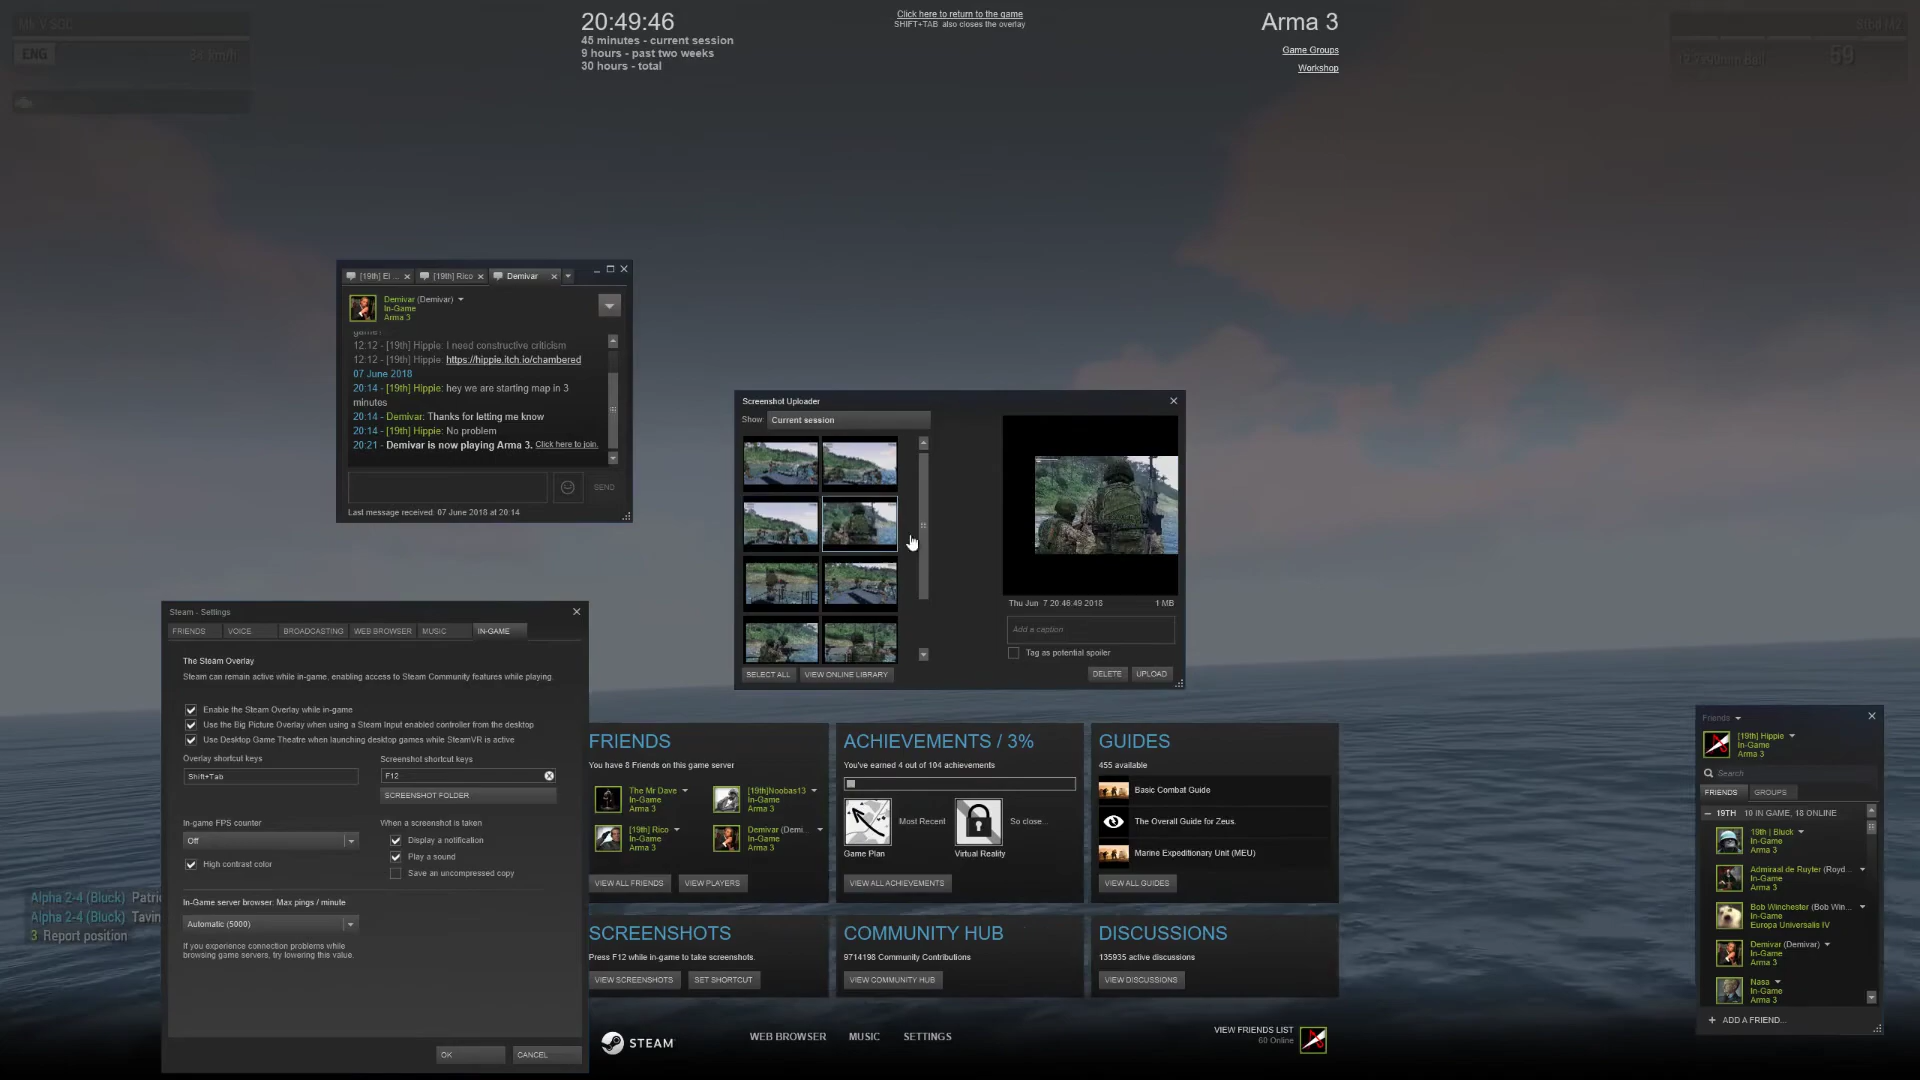 Mk V SOC
ENG
20:49:46
45 minutes - current session
9 hours - past two weeks
30 hours - total
Click here to return to the game
SHIFT+TAB also closes the overlay
Arma 3
Game Groups
Workshop
59
[19th] El ...
[19th] Rico
Demivar
Demivar (Demivar)
In-Game
Arma 3
game!
12:12 - [19th] Hippie: I need constructive criticism
12:12 - [19th] Hippie: https://hippie.itch.io/chambered
07 June 2018
20:14 - [19th] Hippie: hey we are starting map in 3
minutes
20:14 - Demivar: Thanks for letting me know
20:14 - [19th] Hippie: No problem
20:21 - Demivar is now playing Arma 3. Click here to join.
SEND
Last message received: 07 June 2018 at 20:14
Screenshot Uploader
Show: Current session
Thu Jun 7 20:46:49 2018
1 MB
Add a caption
Tag as potential spoiler
SELECT ALL
VIEW ONLINE LIBRARY
DELETE
UPLOAD
Steam - Settings
FRIENDS
VOICE
BROADCASTING
WEB BROWSER
MUSIC
IN-GAME
The Steam Overlay
Steam can remain active while in-game, enabling access to Steam Community features while playing.
Enable the Steam Overlay while in-game
Use the Big Picture Overlay when using a Steam Input enabled controller from the desktop
Use Desktop Game Theatre when launching desktop games while SteamVR is active
Overlay shortcut keys
Screenshot shortcut keys
Shift+Tab
F12
SCREENSHOT FOLDER
In-game FPS counter
When a screenshot is taken
Off
Display a notification
High contrast color
Play a sound
Save an uncompressed copy
In-Game server browser: Max pings / minute
Automatic (5000)
If you experience connection problems while
browsing game servers, try lowering this value.
OK
CANCEL
Alpha 2-4 (Bluck) Patric
Alpha 2-4 (Bluck) Tavin
3 Report position
FRIENDS
You have 8 Friends on this game server
The Mr Dave
In-Game
Arma 3
[19th]Noobas13
In-Game
Arma 3
[19th] Rico
In-Game
Arma 3
Demivar (Demi...
In-Game
Arma 3
VIEW ALL FRIENDS
VIEW PLAYERS
ACHIEVEMENTS / 3%
You've earned 4 out of 104 achievements
Most Recent
So close...
Game Plan
Virtual Reality
VIEW ALL ACHIEVEMENTS
GUIDES
455 available
Basic Combat Guide
The Overall Guide for Zeus.
Marine Expeditionary Unit (MEU)
VIEW ALL GUIDES
SCREENSHOTS
Press F12 while in-game to take screenshots.
VIEW SCREENSHOTS
SET SHORTCUT
COMMUNITY HUB
9714198 Community Contributions
VIEW COMMUNITY HUB
DISCUSSIONS
135935 active discussions
VIEW DISCUSSIONS
STEAM
WEB BROWSER
MUSIC
SETTINGS
VIEW FRIENDS LIST
60 Online
Friends
[19th] Hippie
In-Game
Arma 3
Search
FRIENDS
GROUPS
19TH 10 IN GAME, 18 ONLINE
19th | Bluck
In-Game
Arma 3
Admiraal de Ruyter (Royd...
In-Game
Arma 3
Bob Winchester (Bob Win...
In-Game
Europa Universalis IV
Demivar (Demivar)
In-Game
Arma 3
Nasa
In-Game
Arma 3
+ ADD A FRIEND...